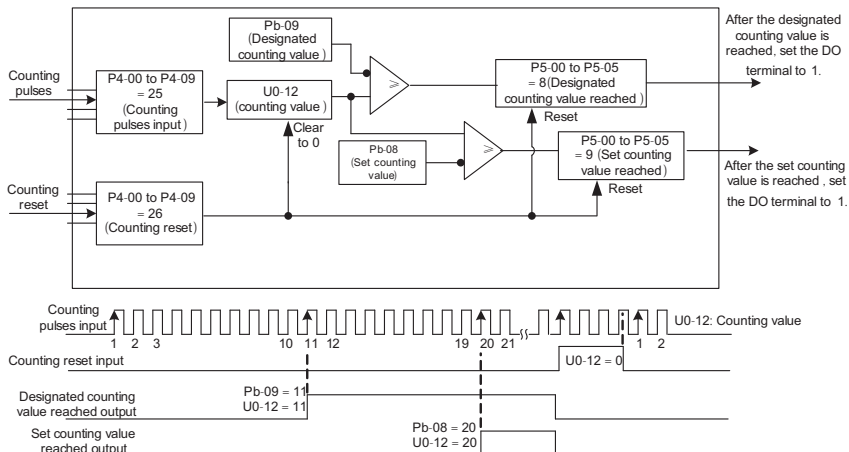 Counting
pulses
P4-00 to P4-09
= 25
(Counting
pulses input)
Pb-09
(Designated
counting value)
U0-12
(counting value)
Clear
to 0
≥
P5-00 to P5-05
= 8(Designated
counting value reached )
Reset
After the designated
counting value is
reached, set the DO
terminal to 1.
Pb-08
(Set counting
value)
≥
P5-00 to P5-05
= 9 (Set counting
value reached)
Reset
After the set counting
value is reached , set
the DO terminal to 1.
Counting
reset
P4-00 to P4-09
= 26
(Counting reset)
Counting
pulses input
1 2 3 10 11 12 19 20 21 1 2
U0-12: Counting value
Counting reset input
U0-12 = 0
Designated counting
value reached output
Pb-09 = 11
U0-12 = 11
Set counting value
reached output
Pb-08 = 20
U0-12 = 20